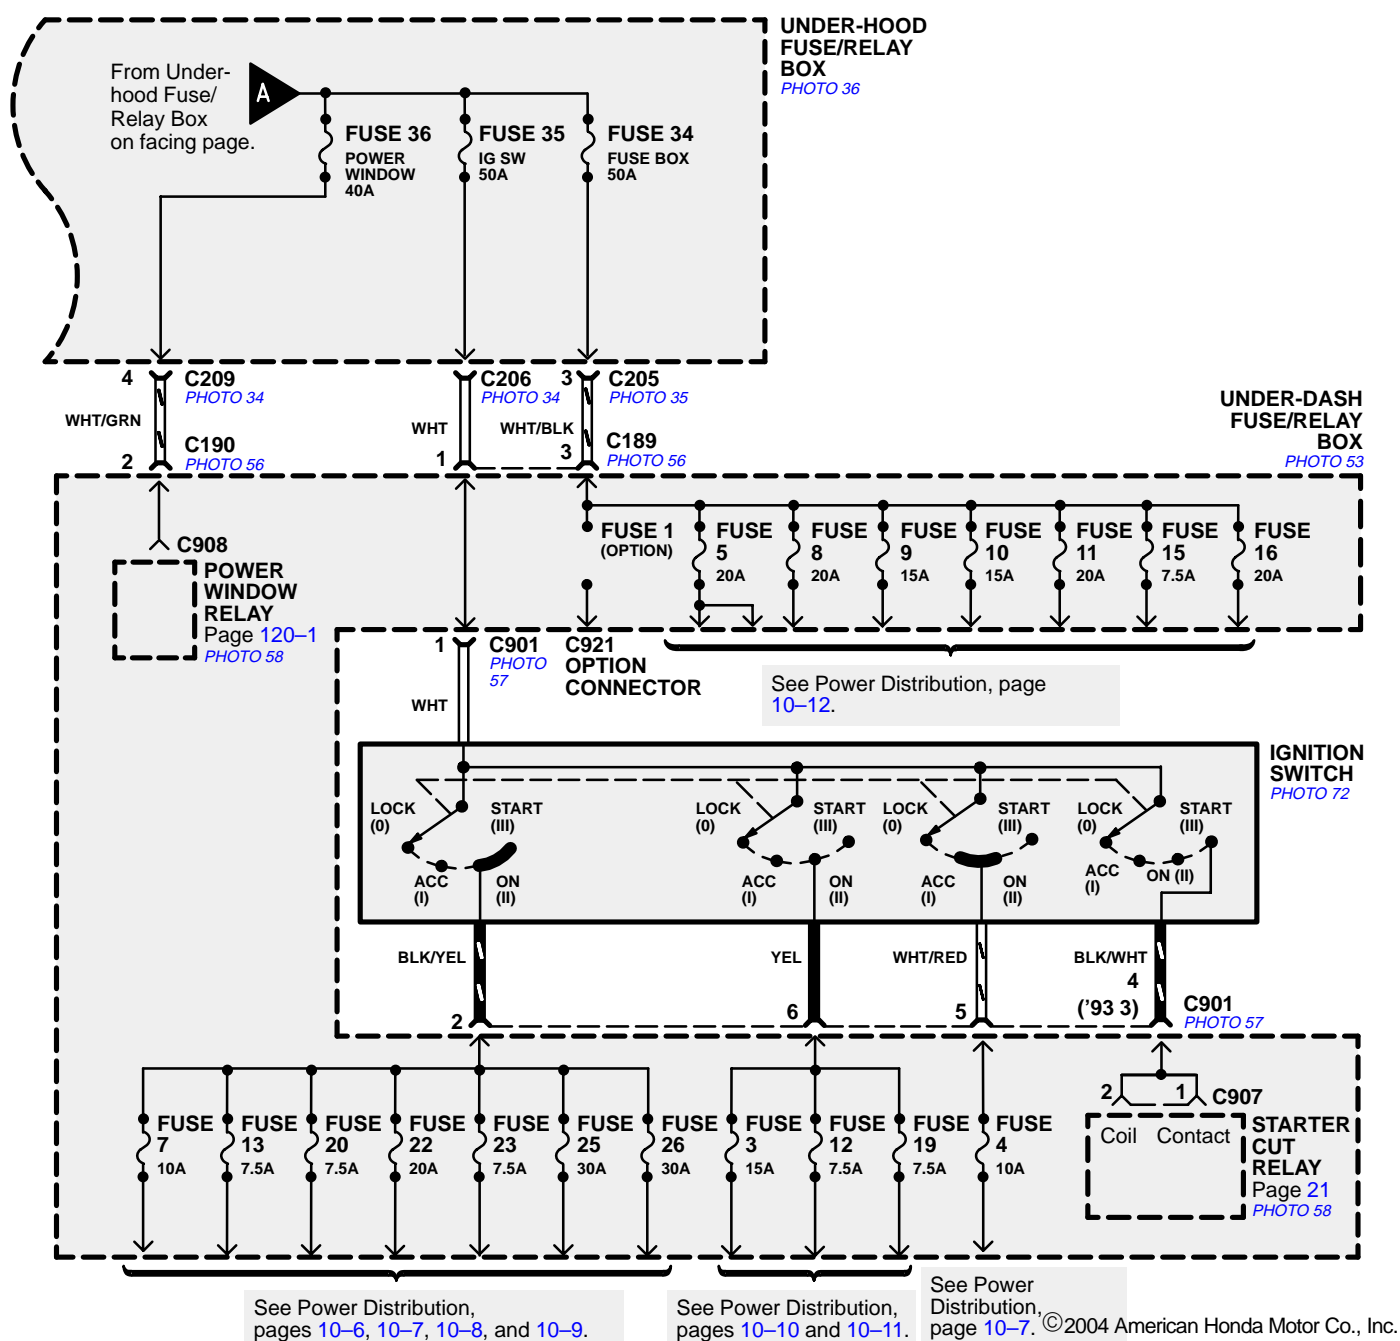 UNDER-HOOD
FUSE/RELAY
BOX
PHOTO 36
From Under-
hood Fuse/
Relay Box
on facing page.
A
FUSE 36
POWER
WINDOW
40A
FUSE 35
IG SW
50A
FUSE 34
FUSE BOX
50A
4
C209
PHOTO 34
C206
PHOTO 34
3
C205
PHOTO 35
WHT/GRN
WHT
WHT/BLK
2
C190
PHOTO 56
1
3
C189
PHOTO 56
UNDER-DASH
FUSE/RELAY
BOX
PHOTO 53
C908
POWER
WINDOW
RELAY
Page 120–1
PHOTO 58
FUSE 1
(OPTION)
FUSE
5
20A
FUSE
8
20A
FUSE
9
15A
FUSE
10
15A
FUSE
11
20A
FUSE
15
7.5A
FUSE
16
20A
1
C901
PHOTO
57
C921
OPTION
CONNECTOR
See Power Distribution, page
10–12.
WHT
IGNITION
SWITCH
PHOTO 72
LOCK
(0)
START
(III)
ACC
(I)
ON
(II)
LOCK
(0)
START
(III)
ACC
(I)
ON
(II)
LOCK
(0)
START
(III)
ACC
(I)
ON
(II)
LOCK
(0)
START
(III)
ACC
(I)
ON (II)
BLK/YEL
YEL
WHT/RED
BLK/WHT
2
6
5
4
('93 3)
C901
PHOTO 57
FUSE
7
10A
FUSE
13
7.5A
FUSE
20
7.5A
FUSE
22
20A
FUSE
23
7.5A
FUSE
25
30A
FUSE
26
30A
FUSE
3
15A
FUSE
12
7.5A
FUSE
19
7.5A
FUSE
4
10A
2
1
C907
Coil Contact
STARTER
CUT
RELAY
Page 21
PHOTO 58
See Power Distribution,
pages 10–6, 10–7, 10–8, and 10–9.
See Power Distribution,
pages 10–10 and 10–11.
See Power
Distribution,
page 10–7.
©2004 American Honda Motor Co., Inc.